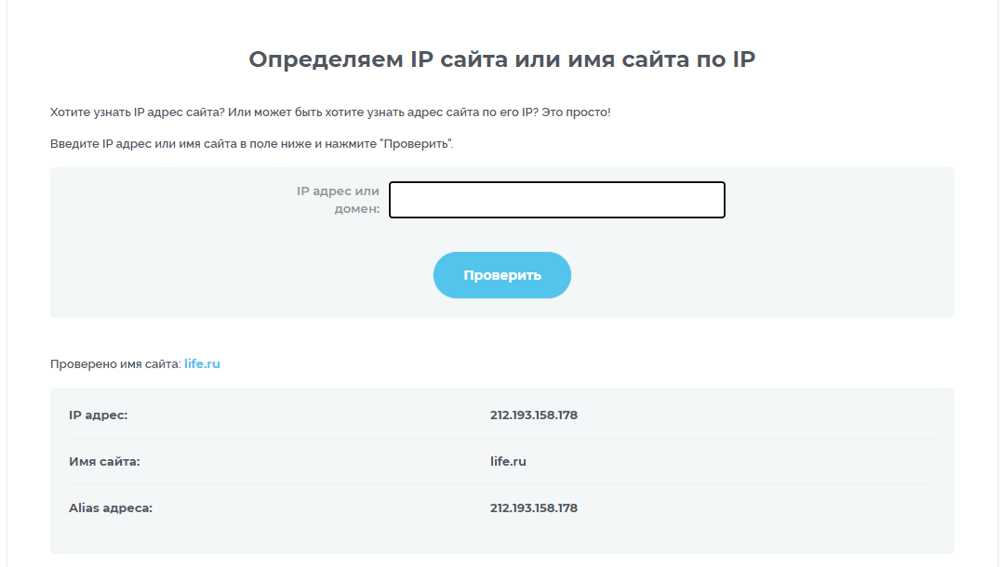 Определяем IP сайта или имя сайта по IP
Хотите узнать IP адрес сайта? Или может быть хотите узнать адрес сайта по его IP? Это просто!
Введите IP адрес или имя сайта в поле ниже и нажмите "Проверить".
IP адрес или
домен:
Проверить
Проверено имя сайта: life.ru
IP адрес: 212.193.158.178
Имя сайта: life.ru
Alias адреса: 212.193.158.178